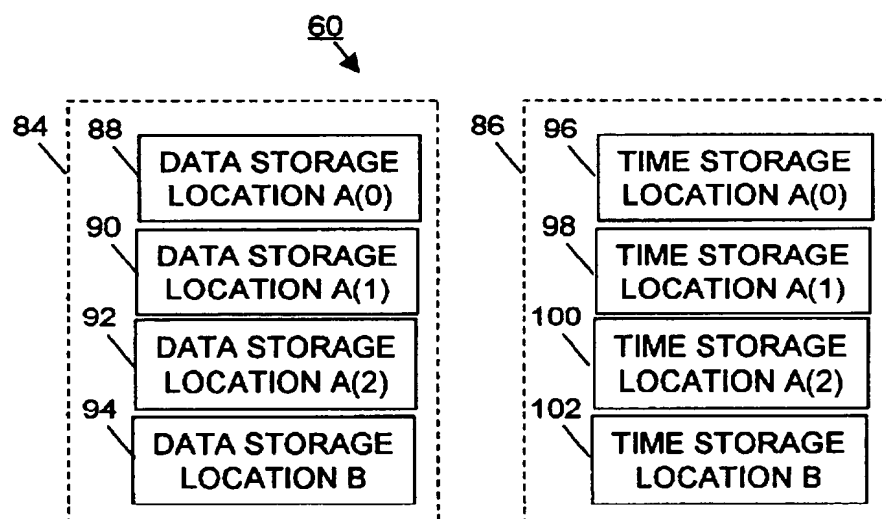 60
84
88
DATA STORAGE
LOCATION A(0)
90
DATA STORAGE
LOCATION A(1)
92
DATA STORAGE
LOCATION A(2)
94
DATA STORAGE
LOCATION B
86
96
TIME STORAGE
LOCATION A(0)
98
TIME STORAGE
LOCATION A(1)
100
TIME STORAGE
LOCATION A(2)
102
TIME STORAGE
LOCATION B